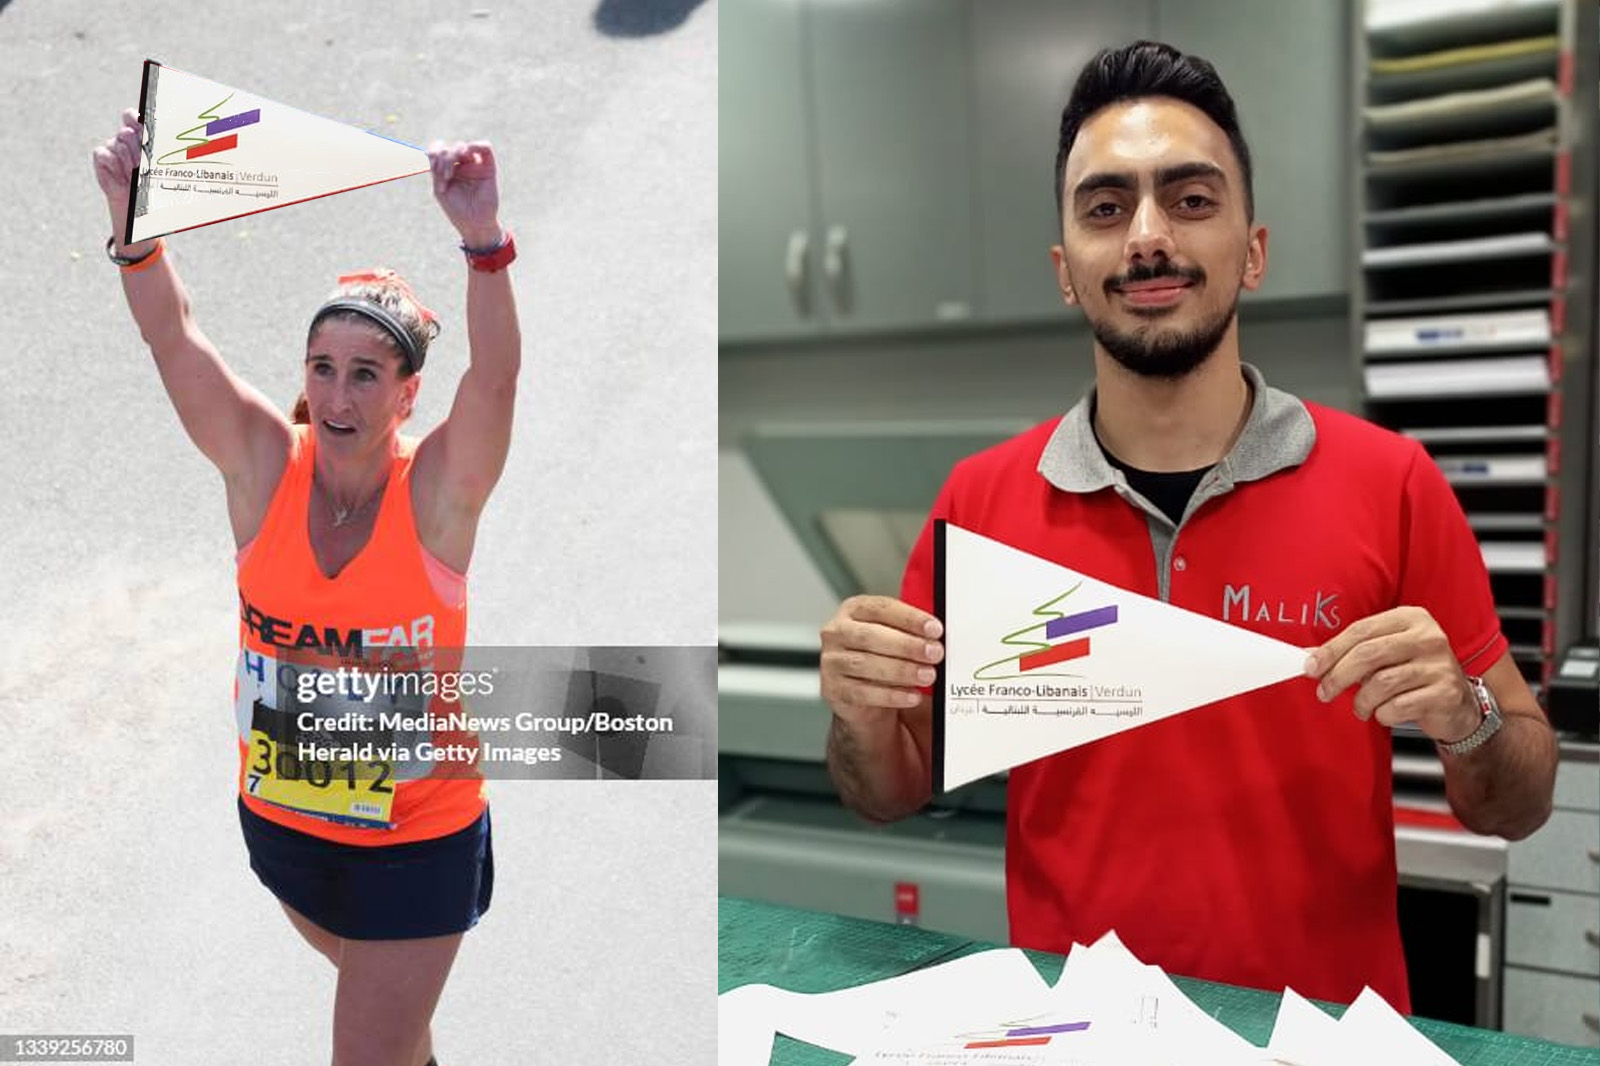 Lycée Franco-Libanais | Verdun
الليسيه الفرنسية اللبنانية
DREAMFAR
H
gettyimages®
Credit: MediaNews Group/Boston
Herald via Getty Images
30012
7
1339256780
MALIKS
Lycée Franco-Libanais | Verdun
الليسيه الفرنسية اللبنانية | فردان